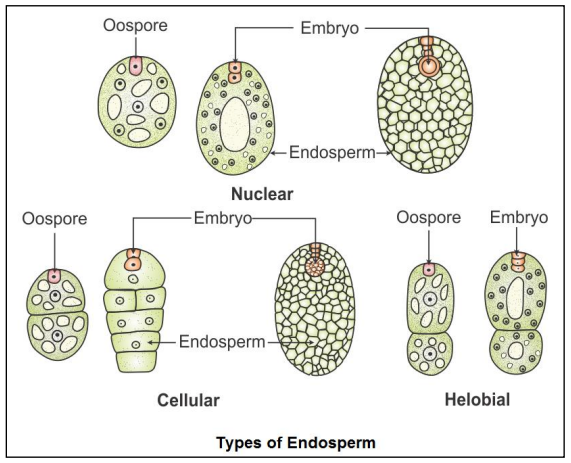 Oospore
Embryo
Endosperm
Nuclear
Oospore
Embryo
Oospore
Embryo
Endosperm
Cellular
Helobial
Types of Endosperm